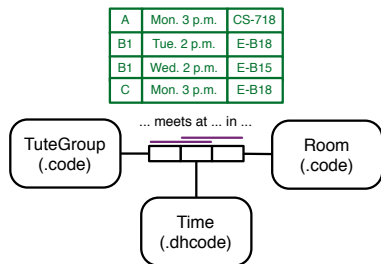 A Mon. 3 p.m. CS-718
B1 Tue. 2 p.m. E-B18
B1 Wed. 2 p.m. E-B15
C Mon. 3 p.m. E-B18
... meets at ... in ...
TuteGroup
(.code)
Room
(.code)
Time
(.dhcode)